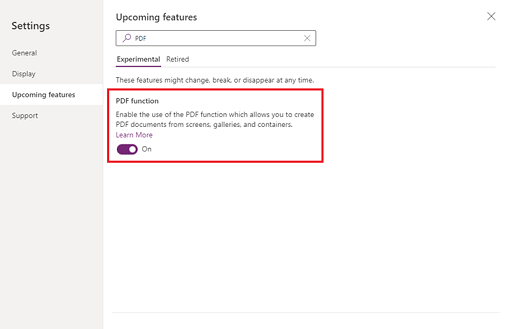 Settings
General
Display
Upcoming features
Support
Upcoming features
PDF
Experimental Retired
These features might change, break, or disappear at any time.
PDF function
Enable the use of the PDF function which allows you to create
PDF documents from screens, galleries, and containers.
Learn More
On